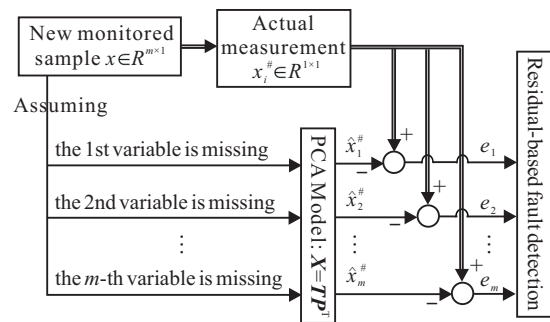 New monitored
sample x∈R^{m×1}
Actual
measurement
x_i^#∈R^{1×1}
Assuming
the 1st variable is missing
the 2nd variable is missing
⋮
the m-th variable is missing
PCA Model: X=TP^T
x̂_1^#
x̂_2^#
⋮
x̂_m^#
+
−
+
−
+
−
e_1
e_2
⋮
e_m
Residual-based fault detection